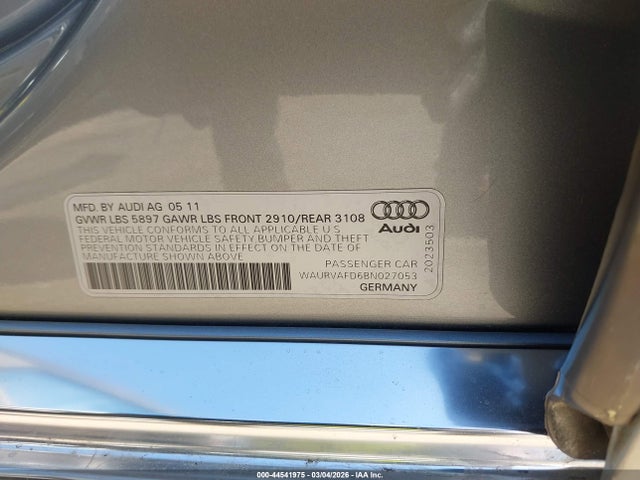 MFD. BY AUDI AG 05 11
GVWR LBS 5897 GAWR LBS FRONT 2910/REAR 3108
THIS VEHICLE CONFORMS TO ALL APPLICABLE U S
FEDERAL MOTOR VEHICLE SAFETY BUMPER AND THEFT
PREVENTION STANDARDS IN EFFECT ON THE DATE OF
MANUFACTURE SHOWN ABOVE
Audi
2023503
PASSENGER CAR
WAURVAFD6BN027053
GERMANY
000-44541975 - 03/04/2026 - IAA Inc.